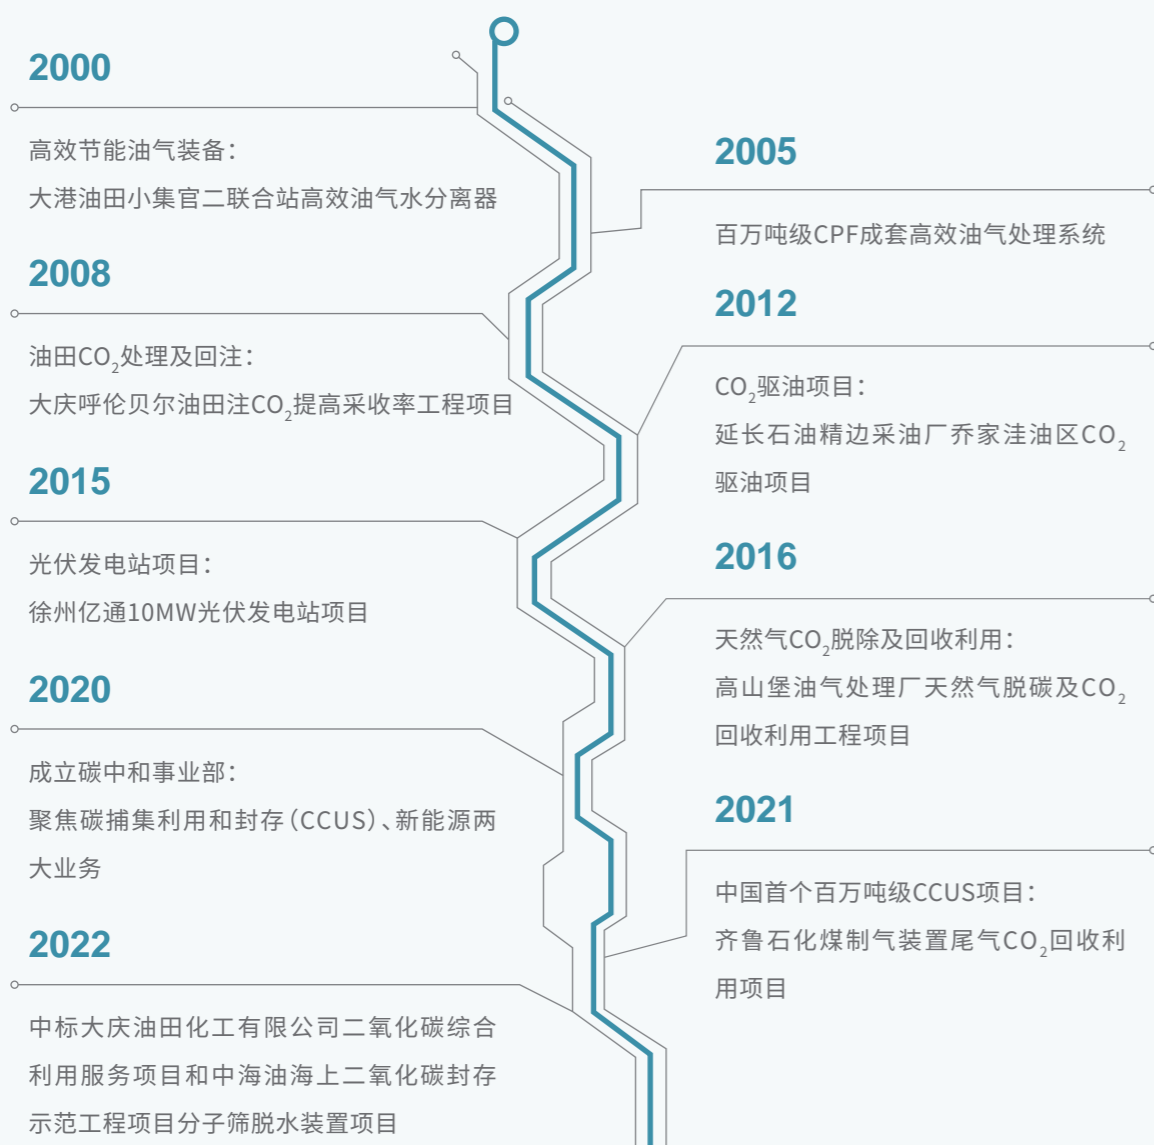 2000
高效节能油气装备：
大港油田小集官二联合站高效油气水分离器
2005
百万吨级CPF成套高效油气处理系统
2008
油田CO₂处理及回注：
大庆呼伦贝尔油田注CO₂提高采收率工程项目
2012
CO₂驱油项目：
延长石油精边采油厂乔家洼油区CO₂
驱油项目
2015
光伏发电站项目：
徐州亿通10MW光伏发电站项目
2016
天然气CO₂脱除及回收利用：
高山堡油气处理厂天然气脱碳及CO₂
回收利用工程项目
2020
成立碳中和事业部：
聚焦碳捕集利用和封存（CCUS）、新能源两
大业务
2021
中国首个百万吨级CCUS项目：
齐鲁石化煤制气装置尾气CO₂回收利
用项目
2022
中标大庆油田化工有限公司二氧化碳综合
利用服务项目和中海油海上二氧化碳封存
示范工程项目分子筛脱水装置项目